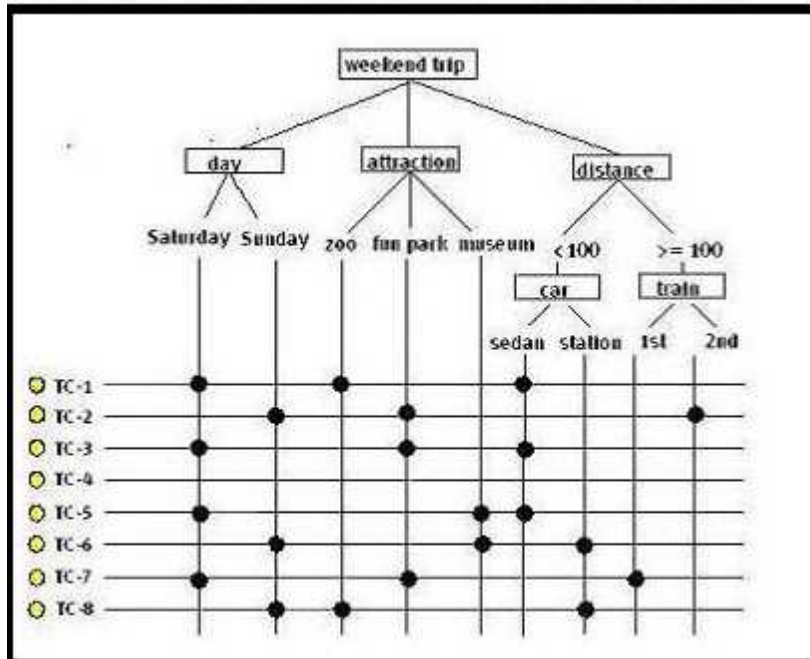 weekend trip
day attraction distance
Saturday Sunday zoo fun park museum < 100 >= 100
car train
sedan station 1st 2nd
TC-1
TC-2
TC-3
TC-4
TC-5
TC-6
TC-7
TC-8